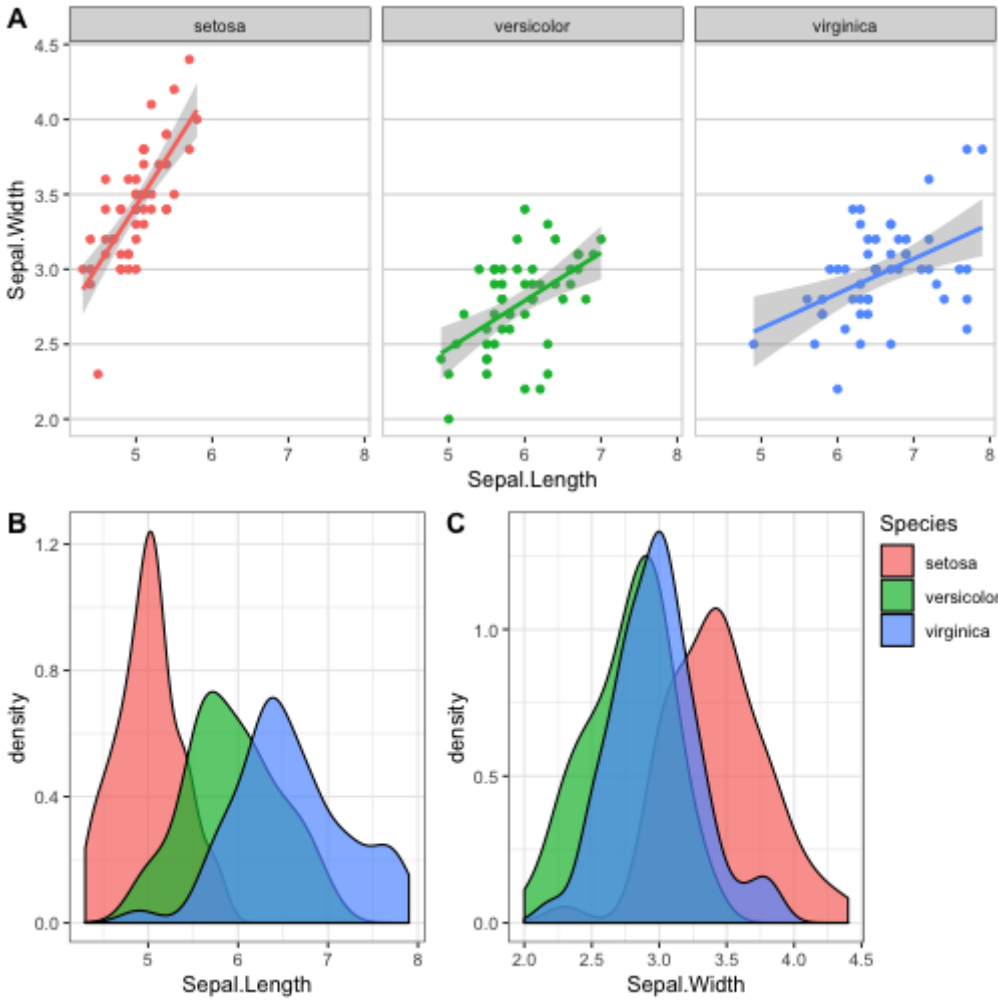 A
setosa versicolor virginica
4.5
4.0
3.5
3.0
2.5
2.0
Sepal.Width
5 6 7 8 5 6 7 8 5 6 7 8
Sepal.Length
B
1.2
0.8
0.4
0.0
density
5 6 7 8
Sepal.Length
C
1.0
0.5
0.0
density
2.0 2.5 3.0 3.5 4.0 4.5
Sepal.Width
Species
setosa
versicolor
virginica